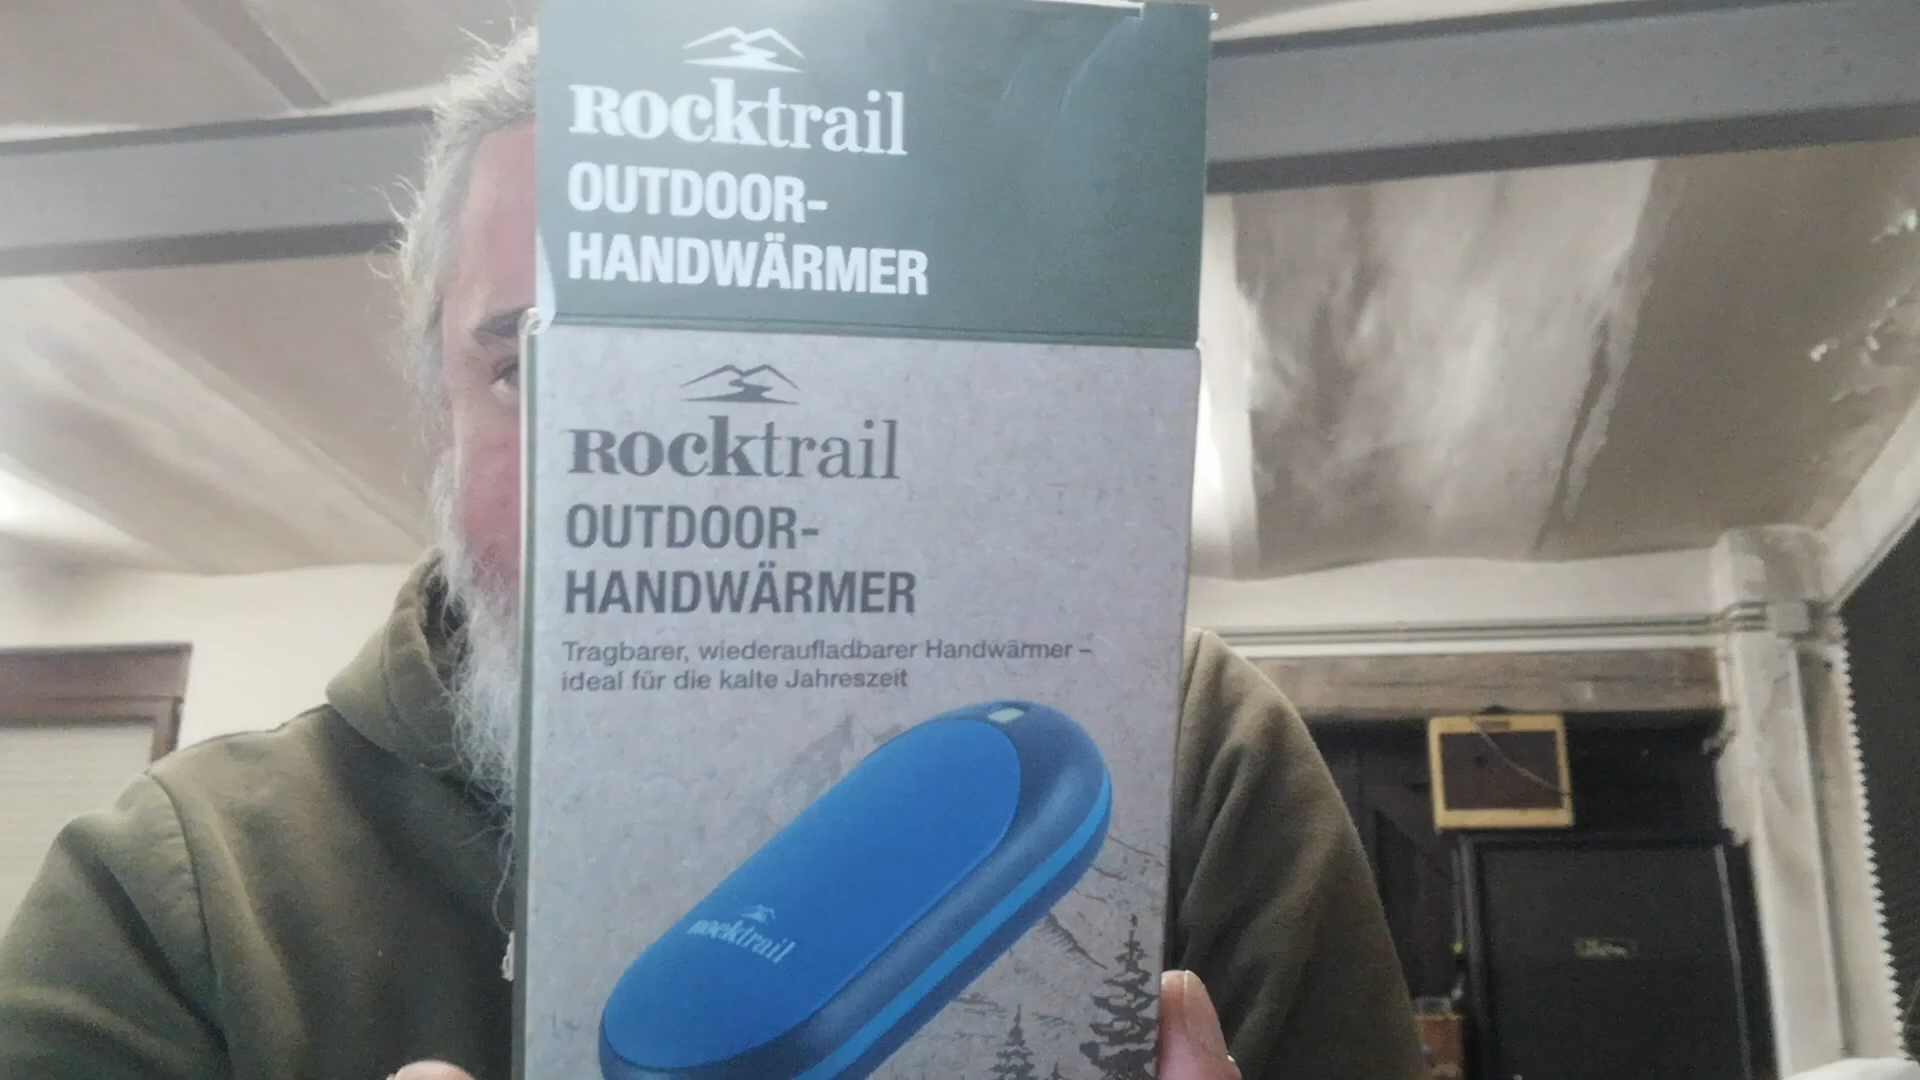 Rocktrail
OUTDOOR-
HANDWÄRMER
Rocktrail
OUTDOOR-
HANDWÄRMER
Tragbarer, wiederaufladbarer Handwärmer –
ideal für die kalte Jahreszeit
Rocktrail